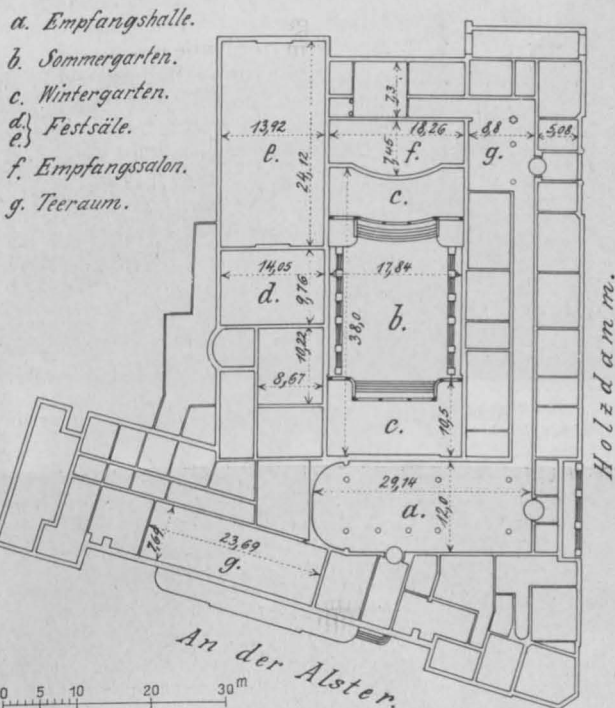 a. Empfangshalle.
b. Sommergarten.
c. Wintergarten.
d.
e.} Festsäle.
f. Empfangssalon.
g. Teeraum.
7,3
13,92
18,26
8,8
5,08
e.
24,12
7,45
f.
g.
c.
14,05
17,84
d.
9,76
b.
38,0
10,22
8,67
c.
10,5
29,14
a.
12,0
7,69
23,69
g.
Holzdamm.
An der Alster.
0 5 10 20 30 m